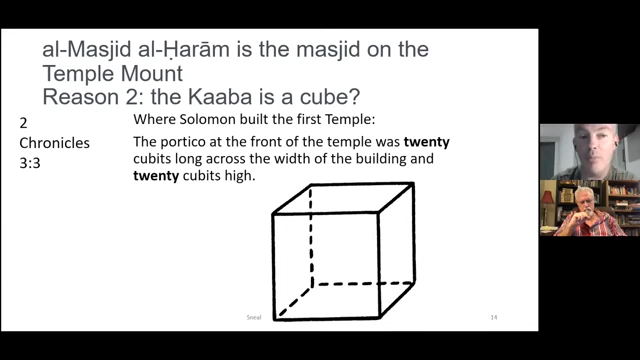 al-Masjid al-Ḥarām is the masjid on the
Temple Mount
Reason 2: the Kaaba is a cube?
2
Chronicles
3:3
Where Solomon built the first Temple:
The portico at the front of the temple was twenty
cubits long across the width of the building and
twenty cubits high.
Sneal
14